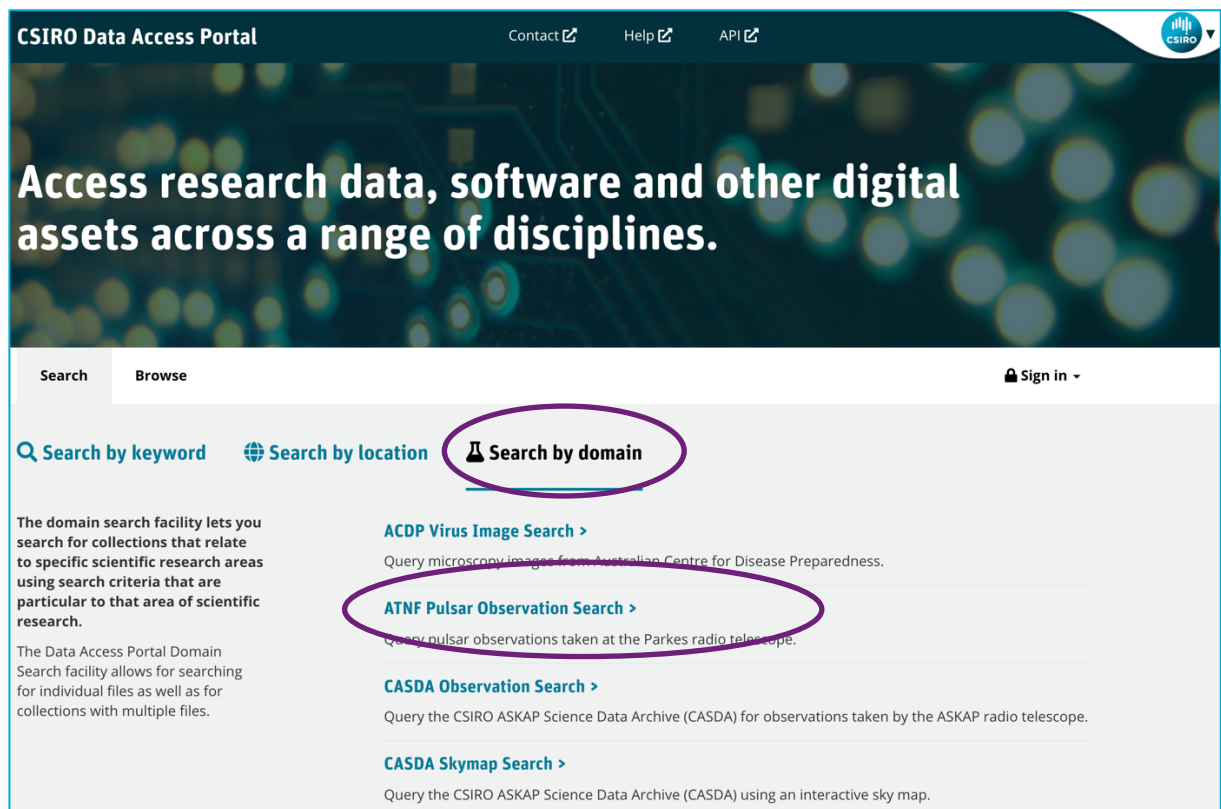 CSIRO Data Access Portal
Contact
Help
API
CSIRO
Access research data, software and other digital
assets across a range of disciplines.
Search
Browse
Sign in
Search by keyword
Search by location
Search by domain
The domain search facility lets you
search for collections that relate
to specific scientific research areas
using search criteria that are
particular to that area of scientific
research.
The Data Access Portal Domain
Search facility allows for searching
for individual files as well as for
collections with multiple files.
ACDP Virus Image Search >
Query microscopy images from Australian Centre for Disease Preparedness.
ATNF Pulsar Observation Search >
Query pulsar observations taken at the Parkes radio telescope.
CASDA Observation Search >
Query the CSIRO ASKAP Science Data Archive (CASDA) for observations taken by the ASKAP radio telescope.
CASDA Skymap Search >
Query the CSIRO ASKAP Science Data Archive (CASDA) using an interactive sky map.